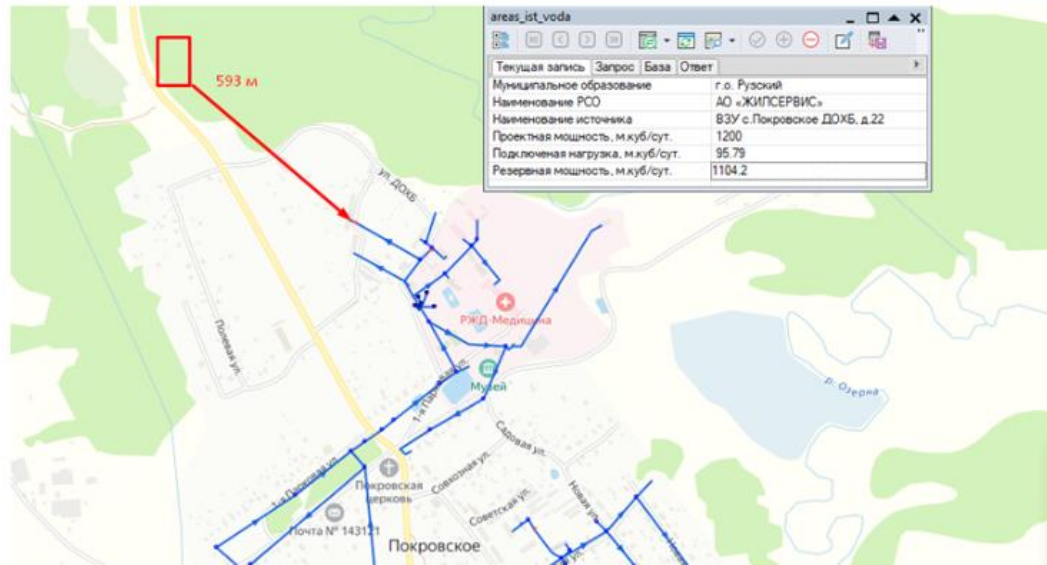 areas_ist_voda
Текущая запись Запрос База Ответ
Муниципальное образование г.о. Рузский
Наименование РСО АО «ЖИЛСЕРВИС»
Наименование источника ВЗУ с.Покровское ДОХБ, д.22
Проектная мощность, м.куб/сут. 1200
Подключеная нагрузка, м.куб/сут. 95.79
Резервная мощность, м.куб/сут. 1104.2
593 м
ул. ДОХБ
РЖД-Медицина
Полевая ул.
Музей
р. Озерна
1-я Парковая ул.
Садовая ул.
Покровская
церковь
Совхозная ул.
1-я Парковая ул.
Новая ул.
Советская ул.
Почта № 143121
Покровское